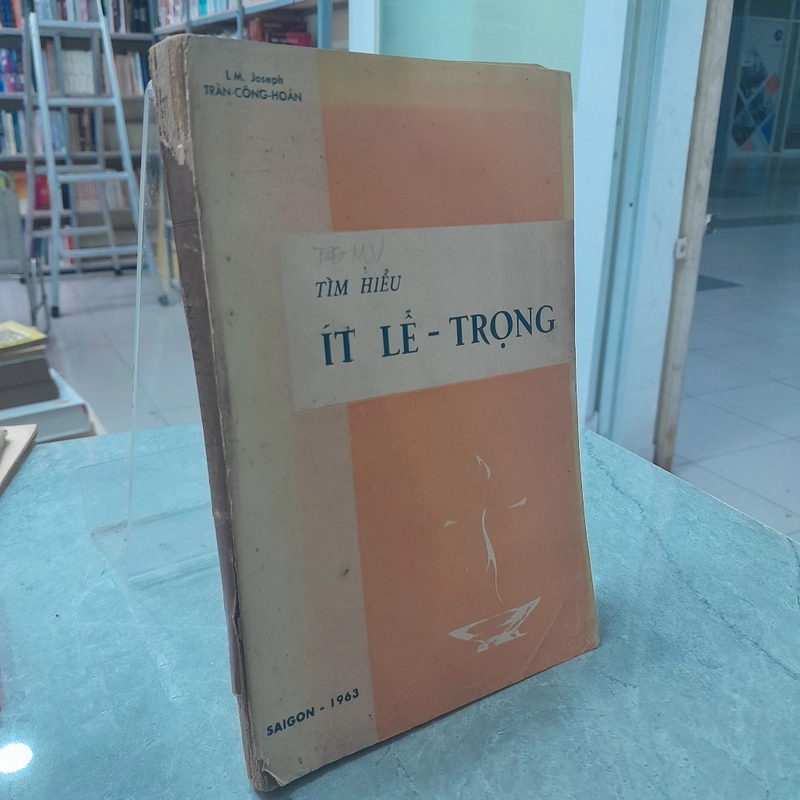 L.M. Joseph
TRẦN-CÔNG-HOÁN
TÌM HIỂU
ÍT LỄ - TRỌNG
SAIGON - 1963